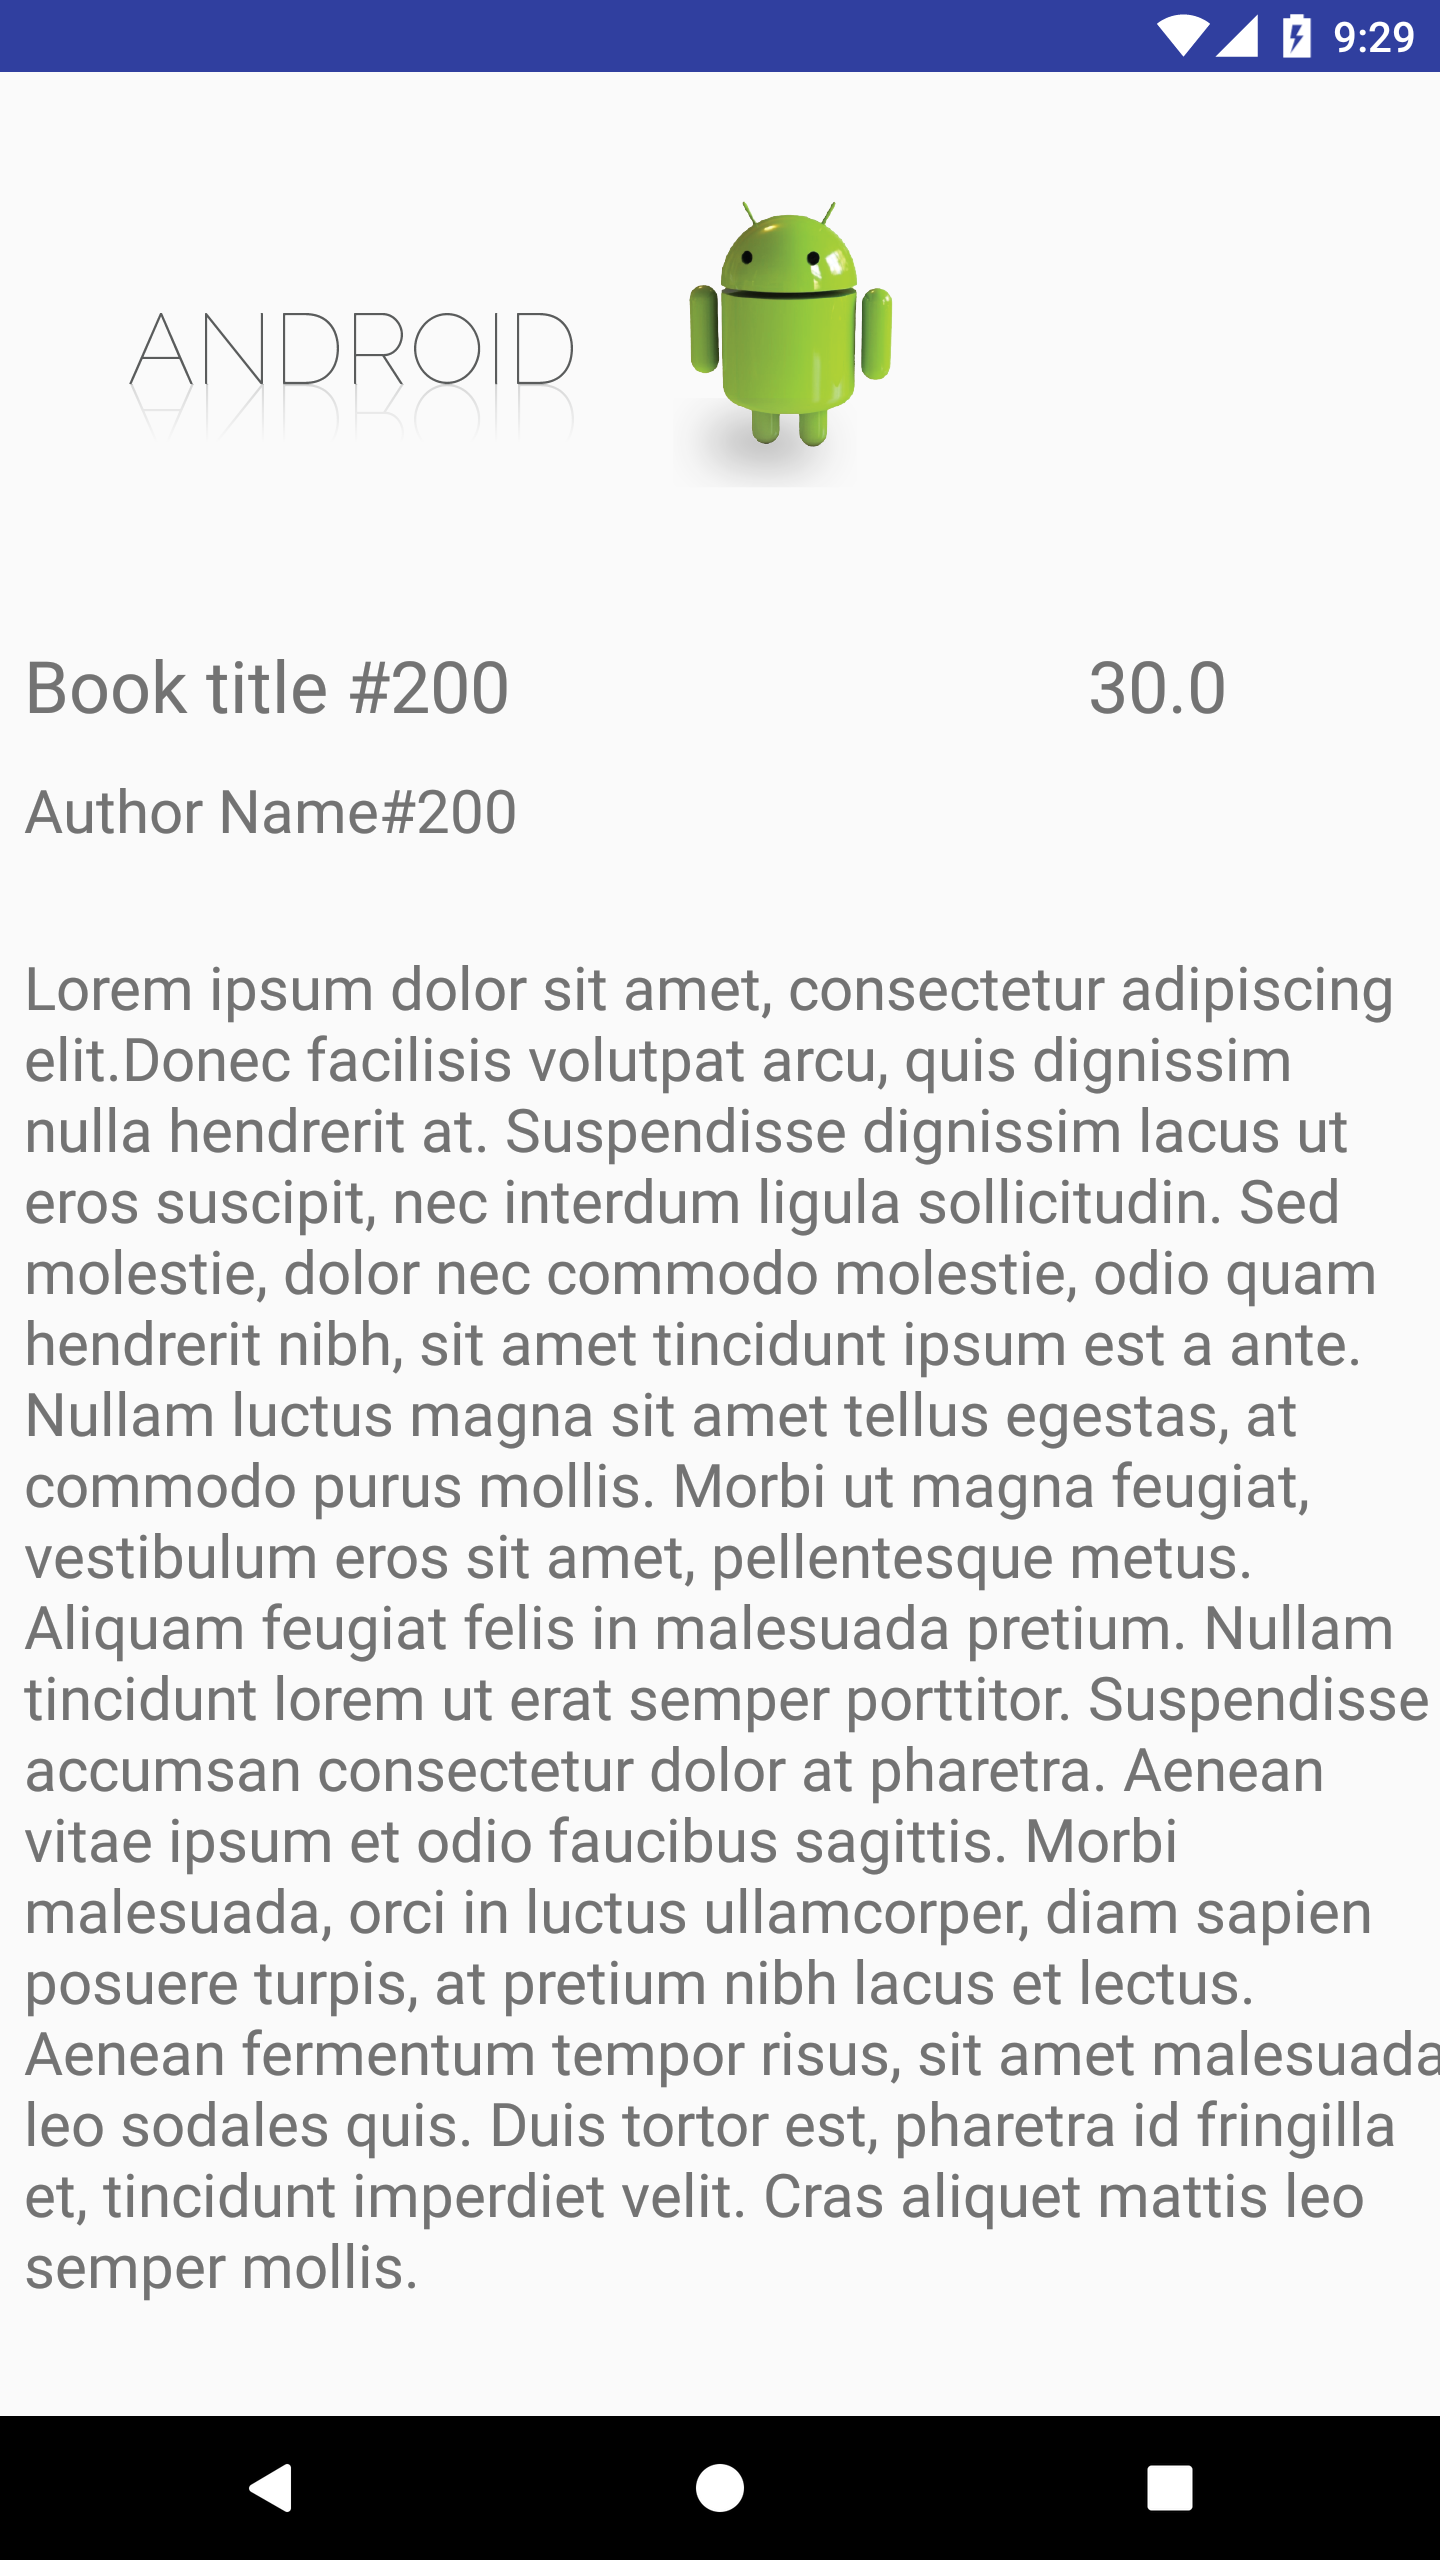 9:29
ANDROID
Book title #200 30.0
Author Name#200
Lorem ipsum dolor sit amet, consectetur adipiscing
elit.Donec facilisis volutpat arcu, quis dignissim
nulla hendrerit at. Suspendisse dignissim lacus ut
eros suscipit, nec interdum ligula sollicitudin. Sed
molestie, dolor nec commodo molestie, odio quam
hendrerit nibh, sit amet tincidunt ipsum est a ante.
Nullam luctus magna sit amet tellus egestas, at
commodo purus mollis. Morbi ut magna feugiat,
vestibulum eros sit amet, pellentesque metus.
Aliquam feugiat felis in malesuada pretium. Nullam
tincidunt lorem ut erat semper porttitor. Suspendisse
accumsan consectetur dolor at pharetra. Aenean
vitae ipsum et odio faucibus sagittis. Morbi
malesuada, orci in luctus ullamcorper, diam sapien
posuere turpis, at pretium nibh lacus et lectus.
Aenean fermentum tempor risus, sit amet malesuada
leo sodales quis. Duis tortor est, pharetra id fringilla
et, tincidunt imperdiet velit. Cras aliquet mattis leo
semper mollis.